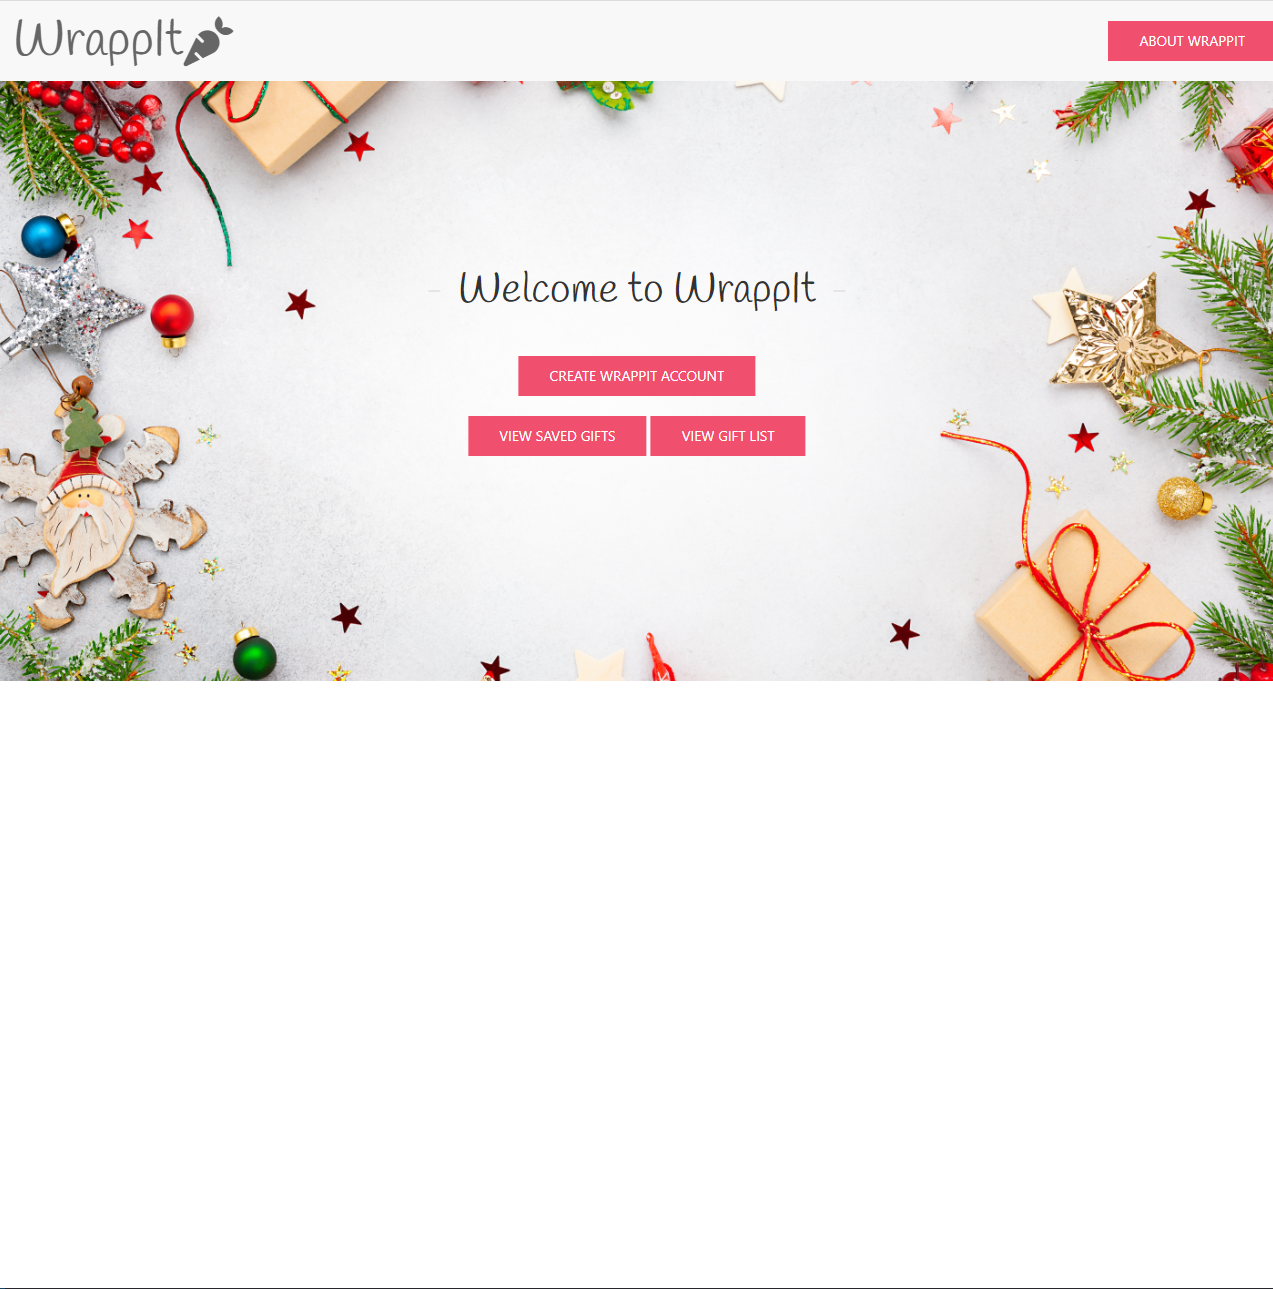 WrappIt
ABOUT WRAPPIT
Welcome to WrappIt
CREATE WRAPPIT ACCOUNT
VIEW SAVED GIFTS
VIEW GIFT LIST